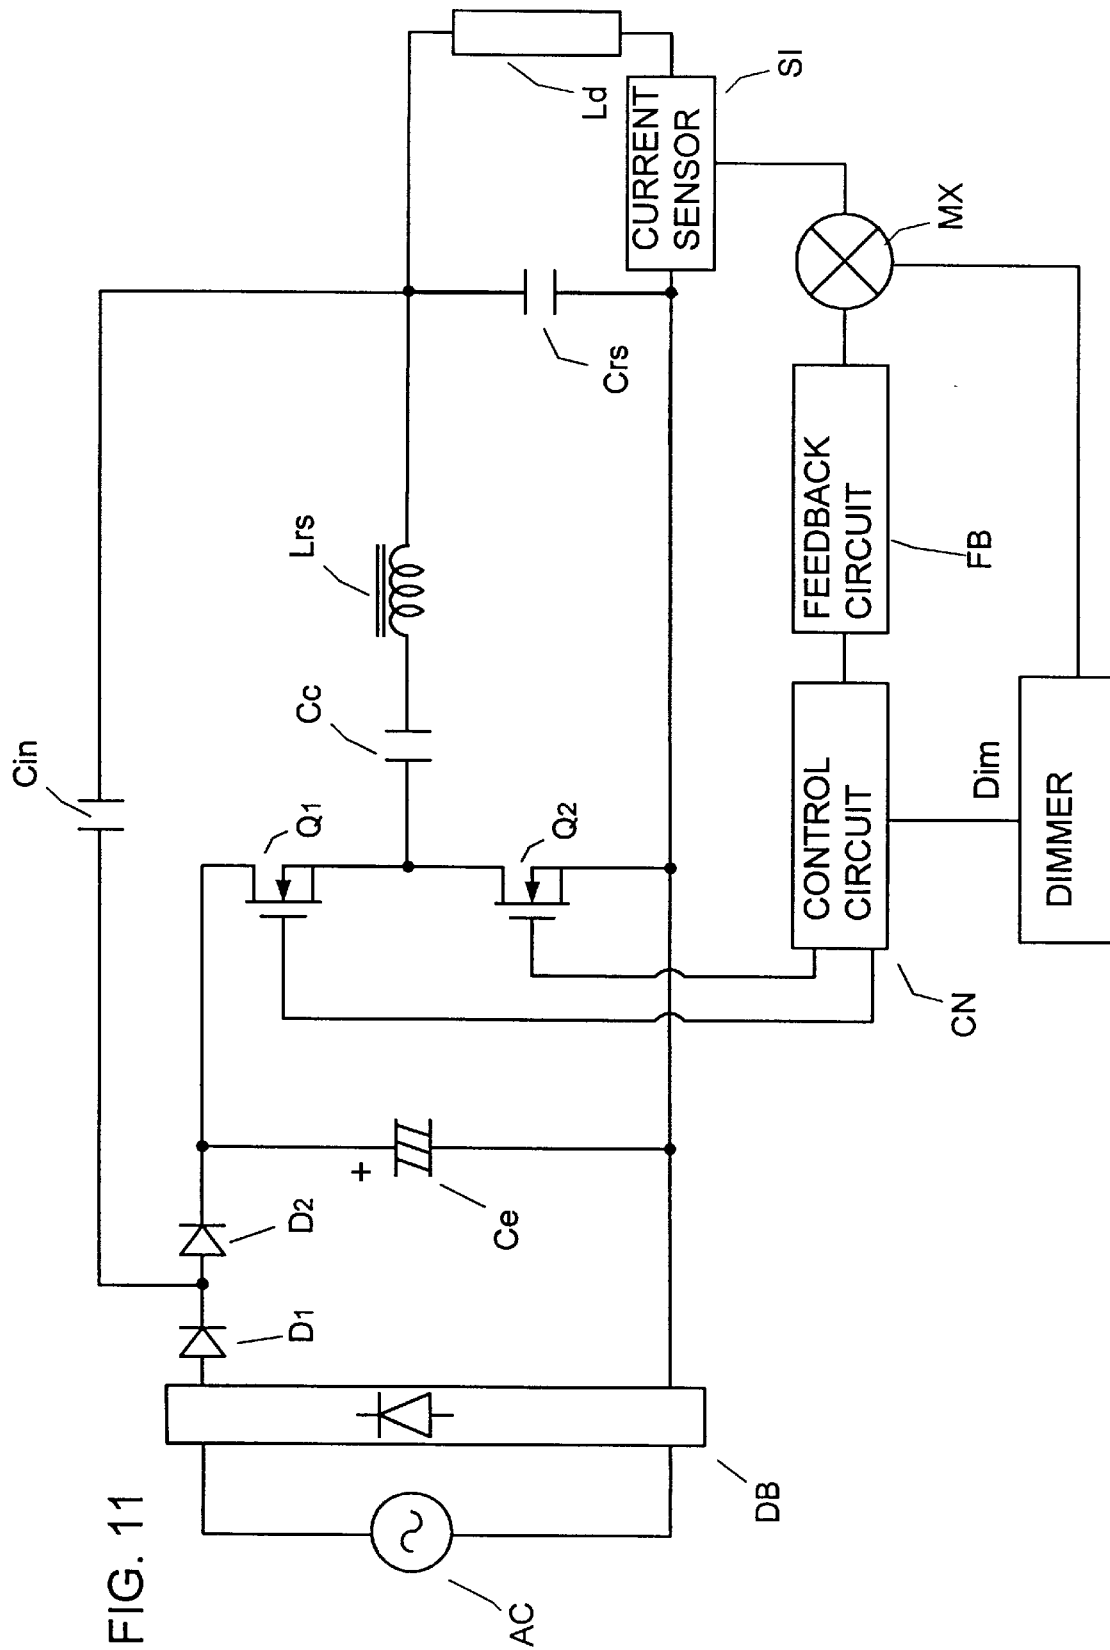 FIG. 11
Cin
D1
D2
Q1
Cc
Lrs
Q2
Ce
Crs
Ld
CURRENT
SENSOR
SI
AC
DB
CONTROL
CIRCUIT
CN
FEEDBACK
CIRCUIT
FB
MX
Dim
DIMMER
+